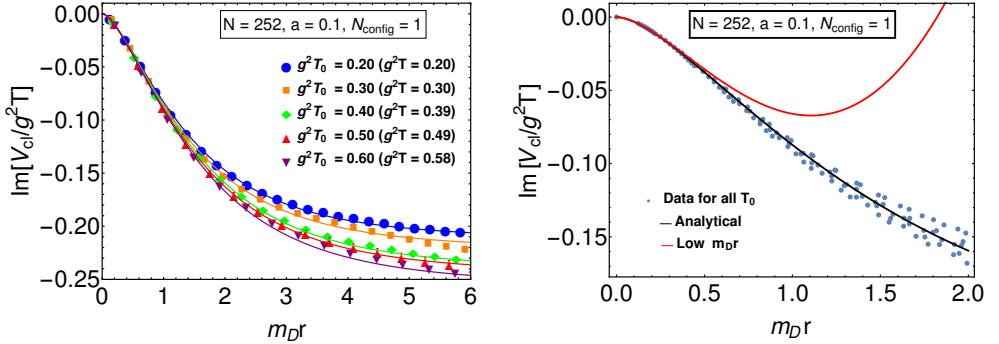 N = 252, a = 0.1, N_config = 1
g²T₀ = 0.20 (g²T = 0.20)
g²T₀ = 0.30 (g²T = 0.30)
g²T₀ = 0.40 (g²T = 0.39)
g²T₀ = 0.50 (g²T = 0.49)
g²T₀ = 0.60 (g²T = 0.58)
0.00
-0.05
-0.10
-0.15
-0.20
-0.25
Im[V_cl/g²T]
0 1 2 3 4 5 6
m_D r
N = 252, a = 0.1, N_config = 1
0.00
-0.05
-0.10
-0.15
Im [V_cl/g²T]
Data for all T₀
Analytical
Low m_D r
0.0 0.5 1.0 1.5 2.0
m_D r